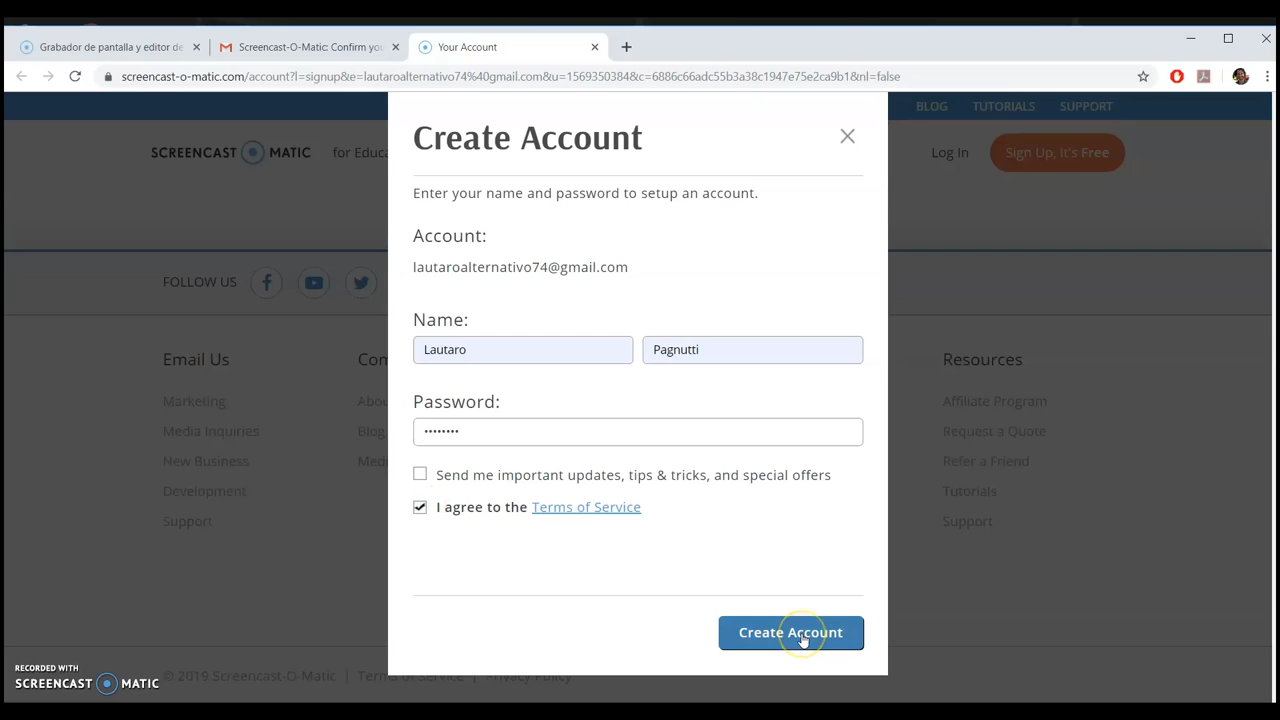 Grabador de pantalla y editor de
Screencast-O-Matic: Confirm you
Your Account
screencast-o-matic.com/account?l=signup&e=lautaroalternativo74%40gmail.com&u=1569350384&c=6886c66adc55b3a38c1947e75e2ca9b1&nl=false
BLOG TUTORIALS SUPPORT
SCREENCAST MATIC for Educa
Log In Sign Up, It's Free
Create Account
Enter your name and password to setup an account.
Account:
lautaroalternativo74@gmail.com
Name:
Lautaro Pagnutti
Password:
••••••••
Send me important updates, tips & tricks, and special offers
I agree to the Terms of Service
Create Account
FOLLOW US
Email Us
Marketing
Media Inquiries
New Business
Development
Support
Com
Abou
Blog
Med
Resources
Affiliate Program
Request a Quote
Refer a Friend
Tutorials
Support
© 2019 Screencast-O-Matic | Terms of Service | Privacy Policy
RECORDED WITH
SCREENCAST MATIC